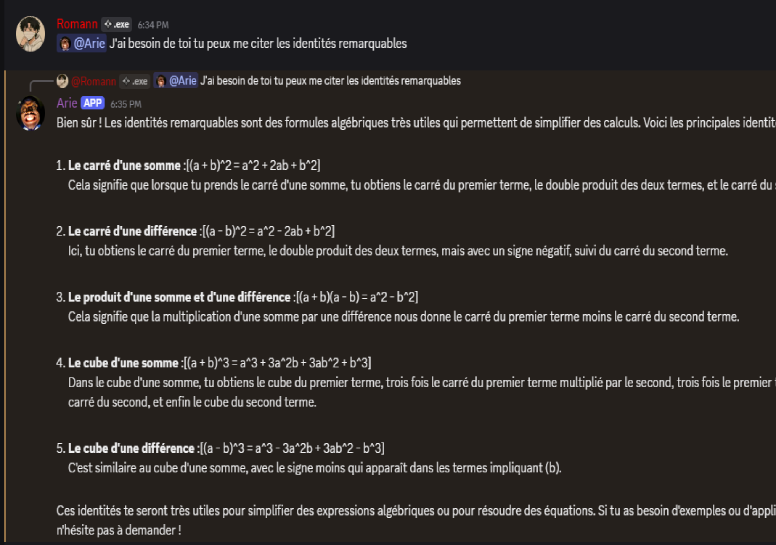 Romann .exe 6:34 PM
@Arie J'ai besoin de toi tu peux me citer les identités remarquables
@Romann .exe @Arie J'ai besoin de toi tu peux me citer les identités remarquables
Arie APP 6:35 PM
Bien sûr ! Les identités remarquables sont des formules algébriques très utiles qui permettent de simplifier des calculs. Voici les principales identit
1. Le carré d'une somme :[(a + b)^2 = a^2 + 2ab + b^2]
Cela signifie que lorsque tu prends le carré d'une somme, tu obtiens le carré du premier terme, le double produit des deux termes, et le carré du
2. Le carré d'une différence :[(a - b)^2 = a^2 - 2ab + b^2]
Ici, tu obtiens le carré du premier terme, le double produit des deux termes, mais avec un signe négatif, suivi du carré du second terme.
3. Le produit d'une somme et d'une différence :[(a + b)(a - b) = a^2 - b^2]
Cela signifie que la multiplication d'une somme par une différence nous donne le carré du premier terme moins le carré du second terme.
4. Le cube d'une somme :[(a + b)^3 = a^3 + 3a^2b + 3ab^2 + b^3]
Dans le cube d'une somme, tu obtiens le cube du premier terme, trois fois le carré du premier terme multiplié par le second, trois fois le premier
carré du second, et enfin le cube du second terme.
5. Le cube d'une différence :[(a - b)^3 = a^3 - 3a^2b + 3ab^2 - b^3]
C'est similaire au cube d'une somme, avec le signe moins qui apparaît dans les termes impliquant (b).
Ces identités te seront très utiles pour simplifier des expressions algébriques ou pour résoudre des équations. Si tu as besoin d'exemples ou d'appli
n'hésite pas à demander !